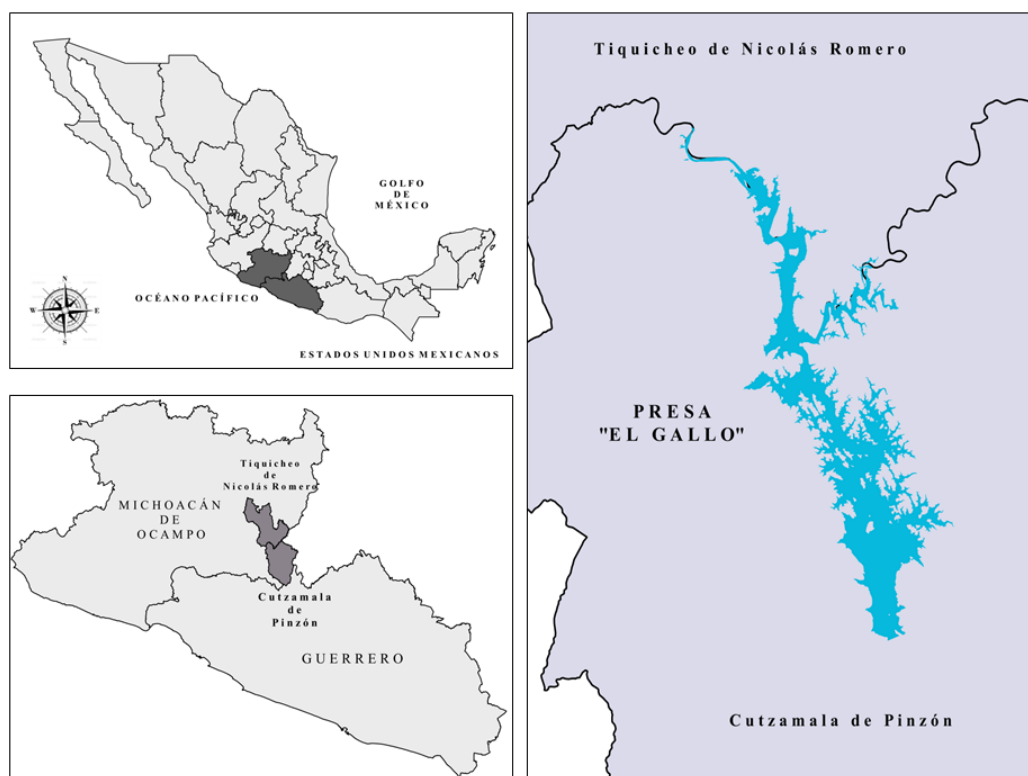 GOLFO
DE
MÉXICO
OCÉANO PACÍFICO
N
W E
S
ESTADOS UNIDOS MEXICANOS
Tiquicheo
de
Nicolás Romero
MICHOACÁN
DE
OCAMPO
Cutzamala
de
Pinzón
GUERRERO
Tiquicheo de Nicolás Romero
PRESA
"EL GALLO"
Cutzamala de Pinzón